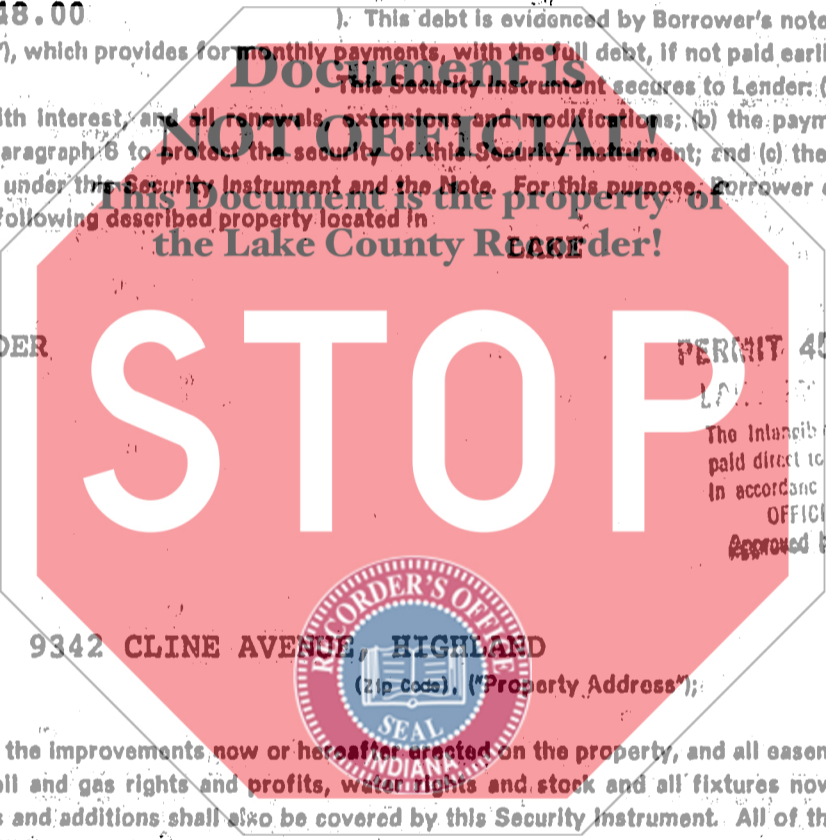 48.00 ). This debt is evidenced by Borrower's note
"), which provides for monthly payments, with the full debt, if not paid earli
Document is
. This Security Instrument secures to Lender: (
ith interest, and all renewals, extensions and modifications; (b) the paym
NOT OFFICIAL!
aragraph 6 to protect the security of this Security Instrument; and (c) the
under this Security Instrument and the Note. For this purpose, Borrower
This Document is the property of
ollowing described property located in
the Lake County Recorder!
LAKE
STOP
DER PERMIT 45
The Intangib
paid direct to
In accordanc
OFFICI
Approved
RECORDER'S OFFICE
9342 CLINE AVENUE, HIGHLAND
(Zip Code), ("Property Address");
SEAL
INDIANA
the improvements now or hereafter erected on the property, and all easem
oil and gas rights and profits, water rights and stock and all fixtures now
s and additions shall also be covered by this Security Instrument. All of th